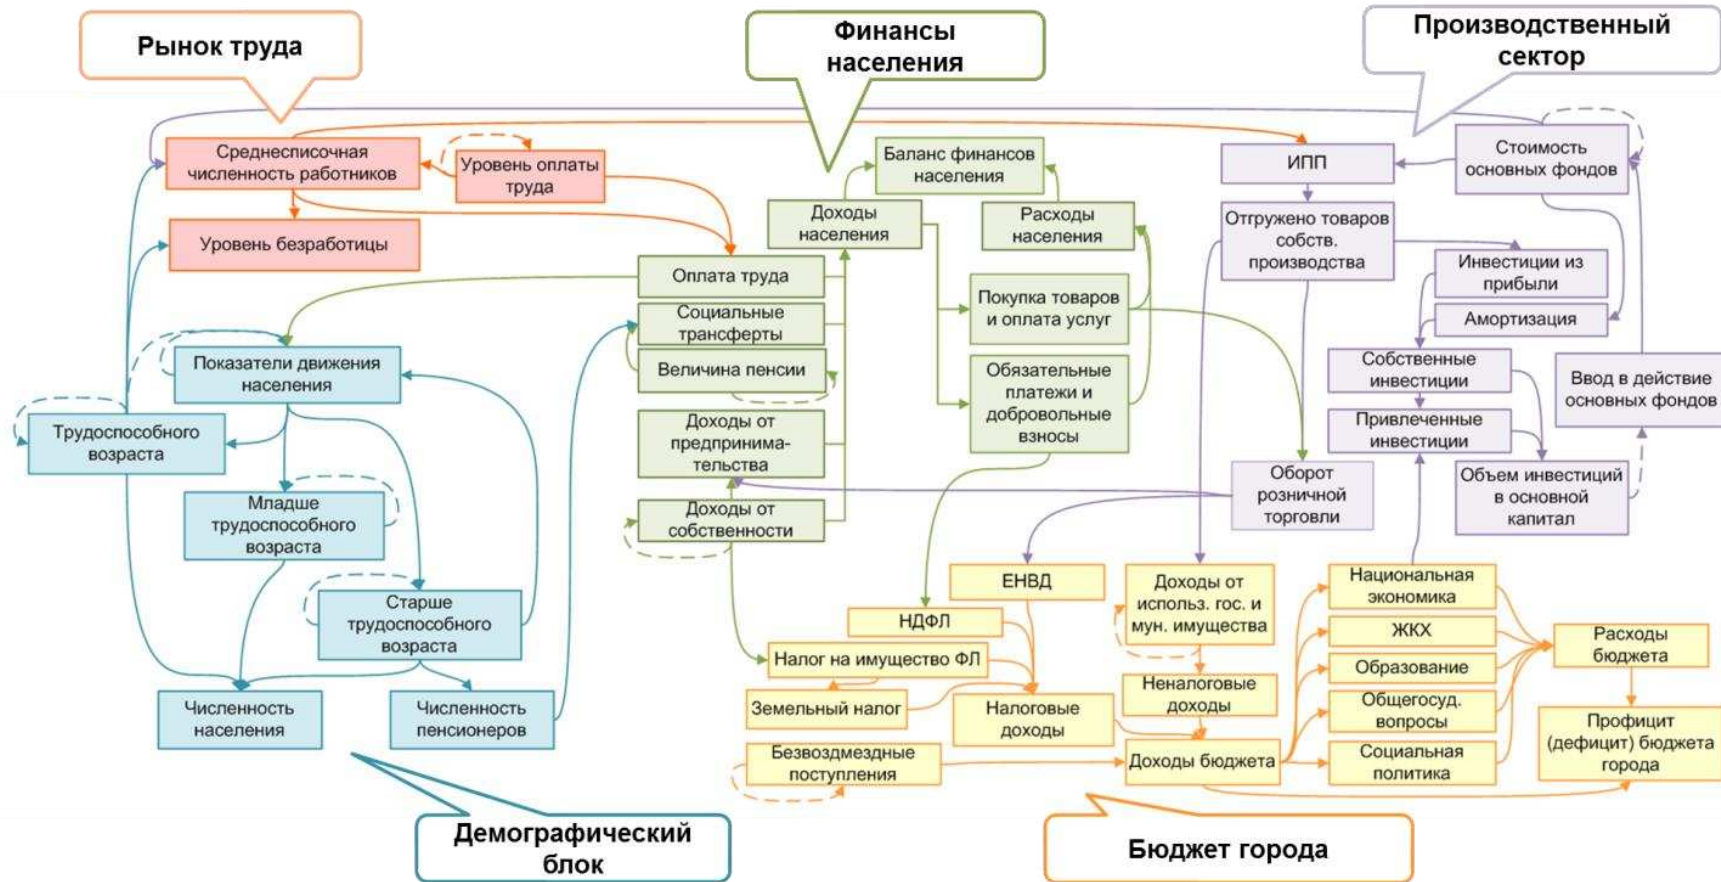 Рынок труда
Финансы
населения
Производственный
сектор
Среднесписочная
численность работников
Уровень оплаты
труда
Уровень безработицы
Баланс финансов
населения
Доходы
населения
Расходы
населения
Оплата труда
Социальные
трансферты
Величина пенсии
Доходы от
предпринима-
тельства
Доходы от
собственности
Покупка товаров
и оплата услуг
Обязательные
платежи и
добровольные
взносы
ИПП
Стоимость
основных фондов
Отгружено товаров
собств.
производства
Инвестиции из
прибыли
Амортизация
Собственные
инвестиции
Привлеченные
инвестиции
Ввод в действие
основных фондов
Объем инвестиций
в основной
капитал
Оборот
розничной
торговли
Показатели движения
населения
Трудоспособного
возраста
Младше
трудоспособного
возраста
Старше
трудоспособного
возраста
Численность
населения
Численность
пенсионеров
ЕНВД
НДФЛ
Налог на имущество ФЛ
Земельный налог
Налоговые
доходы
Безвоздмездные
поступления
Доходы от
использ. гос. и
мун. имущества
Неналоговые
доходы
Доходы бюджета
Национальная
экономика
ЖКХ
Образование
Общегосуд.
вопросы
Социальная
политика
Расходы
бюджета
Профицит
(дефицит) бюджета
города
Демографический
блок
Бюджет города